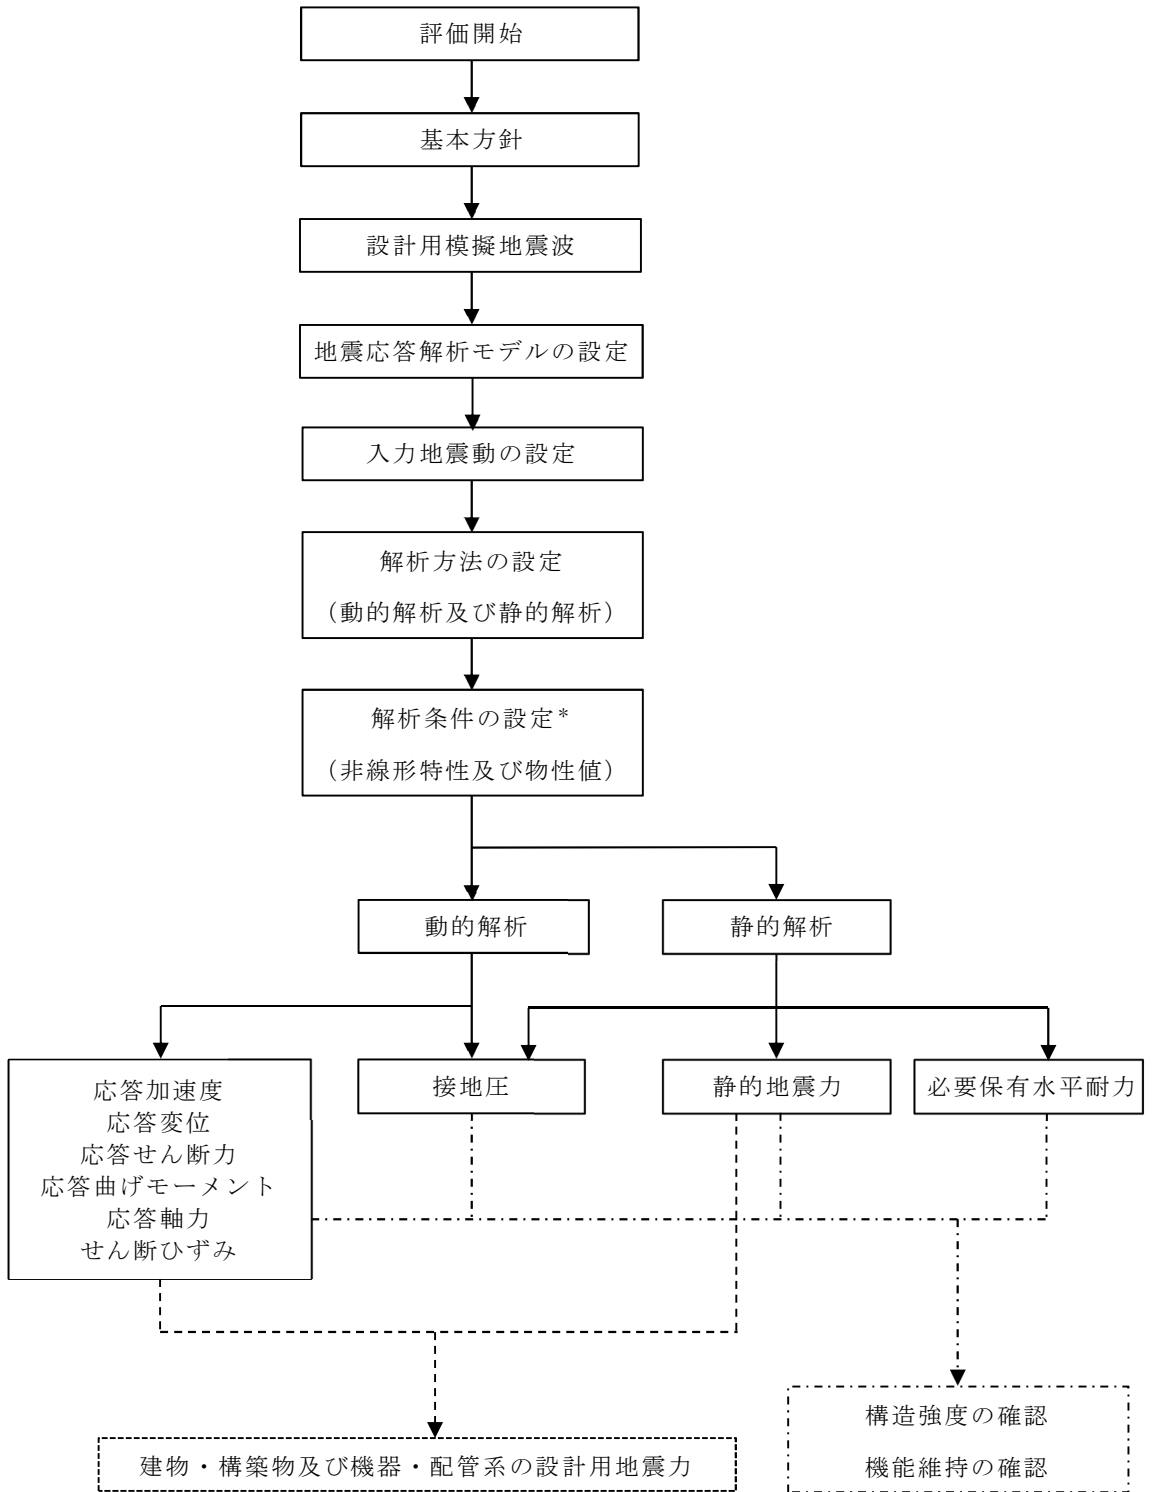 評価開始
基本方針
設計用模擬地震波
地震応答解析モデルの設定
入力地震動の設定
解析方法の設定
（動的解析及び静的解析）
解析条件の設定*
（非線形特性及び物性値）
動的解析
静的解析
応答加速度
応答変位
応答せん断力
応答曲げモーメント
応答軸力
せん断ひずみ
接地圧
静的地震力
必要保有水平耐力
建物・構築物及び機器・配管系の設計用地震力
構造強度の確認
機能維持の確認